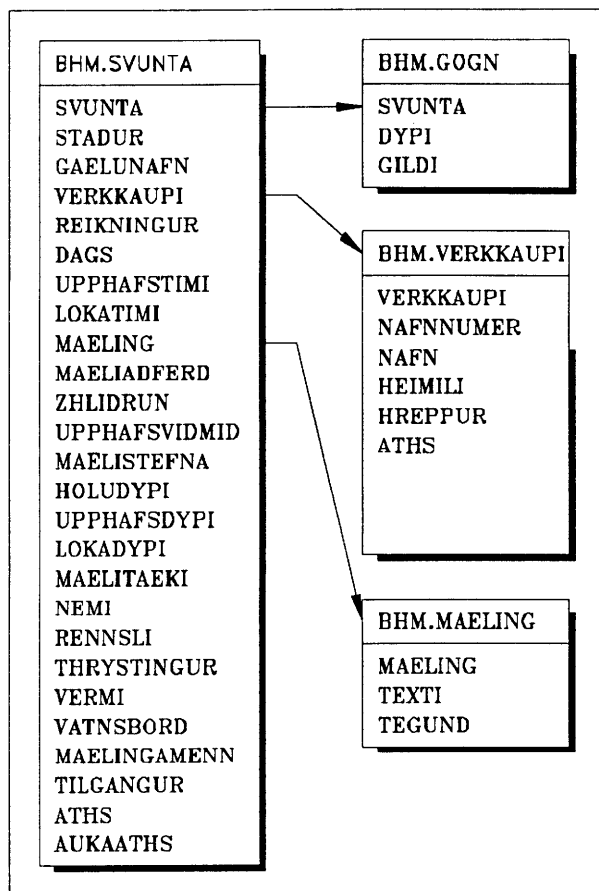 BHM.SVUNTA
SVUNTA
STADUR
GAELUNAFN
VERKKAUPI
REIKNINGUR
DAGS
UPPHAFSTIMI
LOKATIMI
MAELING
MAELIADFERD
ZHLIDRUN
UPPHAFSVIDMID
MAELISTEFNA
HOLUDYPI
UPPHAFSDYPI
LOKADYPI
MAELITAEKI
NEMI
RENNSLI
THRYSTINGUR
VERMI
VATNSBORD
MAELINGAMENN
TILGANGUR
ATHS
AUKAATHS
BHM.GOGN
SVUNTA
DYPI
GILDI
BHM.VERKKAUPI
VERKKAUPI
NAFNNUMER
NAFN
HEIMILI
HREPPUR
ATHS
BHM.MAELING
MAELING
TEXTI
TEGUND